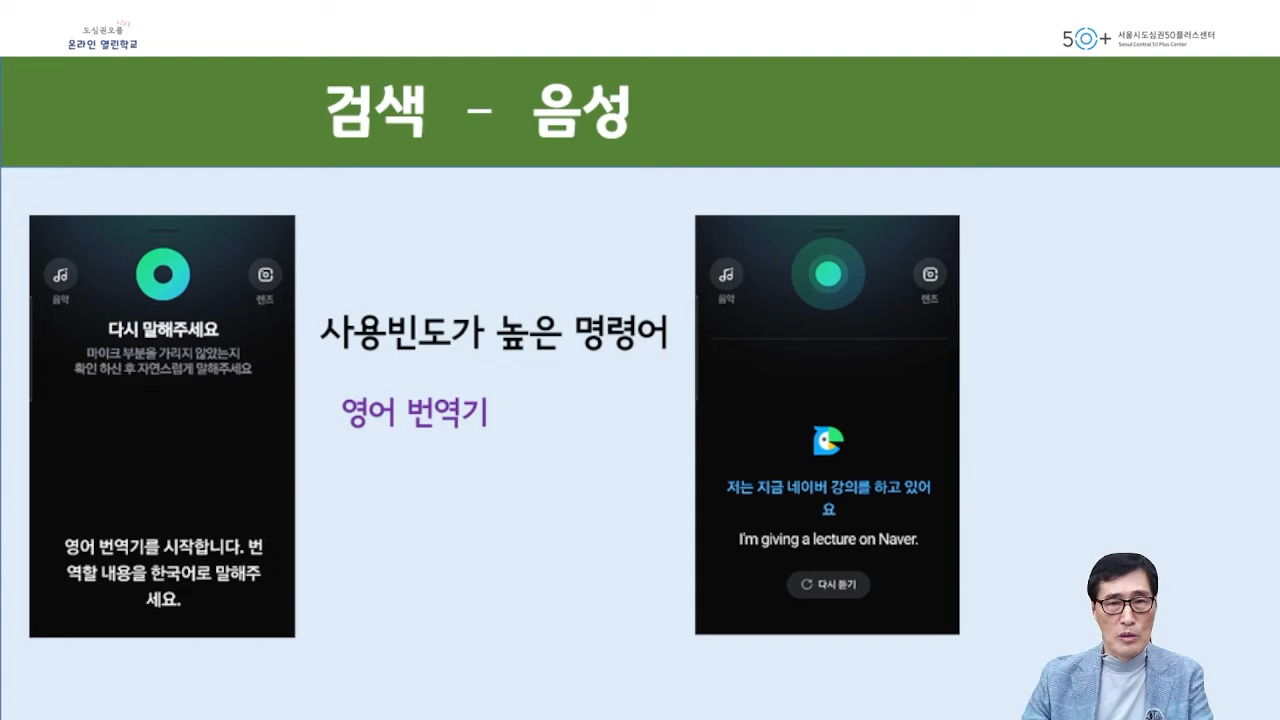 도심권오플
LIFE
온라인 열린학교
50+ 서울시도심권50플러스센터
Seoul Central 50 Plus Center
검색 - 음성
음악
렌즈
다시 말해주세요
마이크 부분을 가리지 않았는지
확인 하신 후 자연스럽게 말해주세요
영어 번역기를 시작합니다. 번
역할 내용을 한국어로 말해주
세요.
사용빈도가 높은 명령어
영어 번역기
음악
렌즈
저는 지금 네이버 강의를 하고 있어
요
I'm giving a lecture on Naver.
다시 듣기